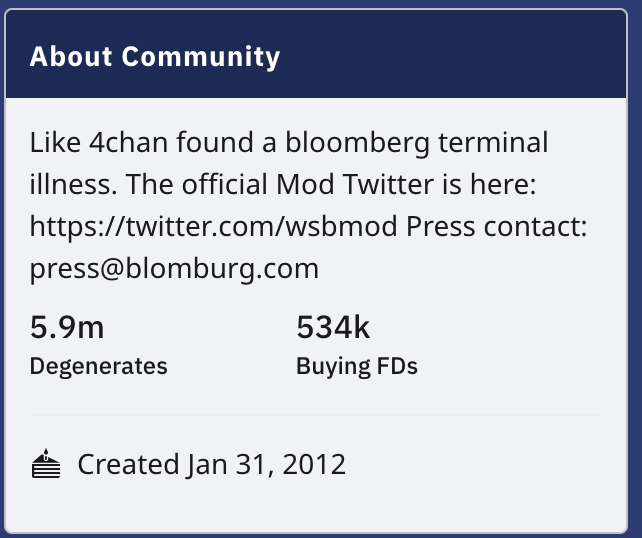 About Community
Like 4chan found a bloomberg terminal
illness. The official Mod Twitter is here:
https://twitter.com/wsbmod Press contact:
press@blomburg.com
5.9m 534k
Degenerates Buying FDs
Created Jan 31, 2012